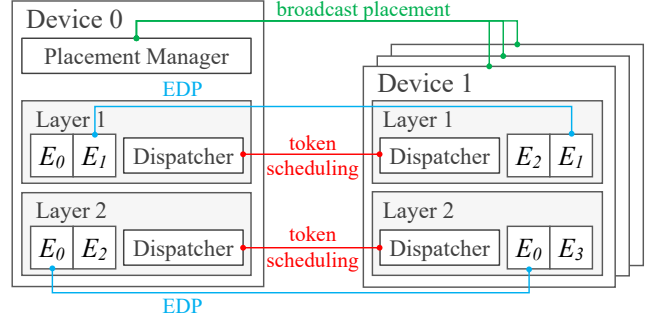 Device 0
broadcast placement
Placement Manager
Device 1
EDP
Layer 1
E0 E1
Dispatcher
token
scheduling
Layer 1
Dispatcher
E2 E1
Layer 2
E0 E2
Dispatcher
token
scheduling
Layer 2
Dispatcher
E0 E3
EDP